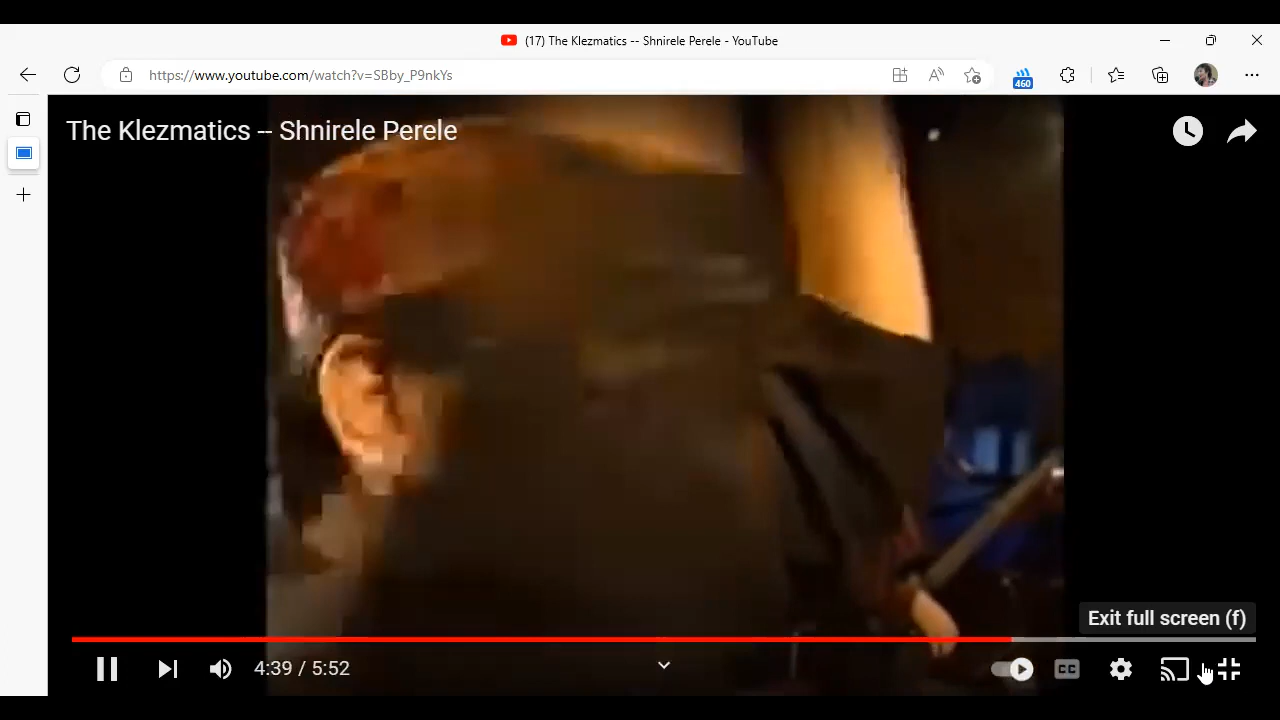 (17) The Klezmatics -- Shnirele Perele - YouTube
https://www.youtube.com/watch?v=SBby_P9nkYs
460
The Klezmatics -- Shnirele Perele
Exit full screen (f)
4:39 / 5:52
CC